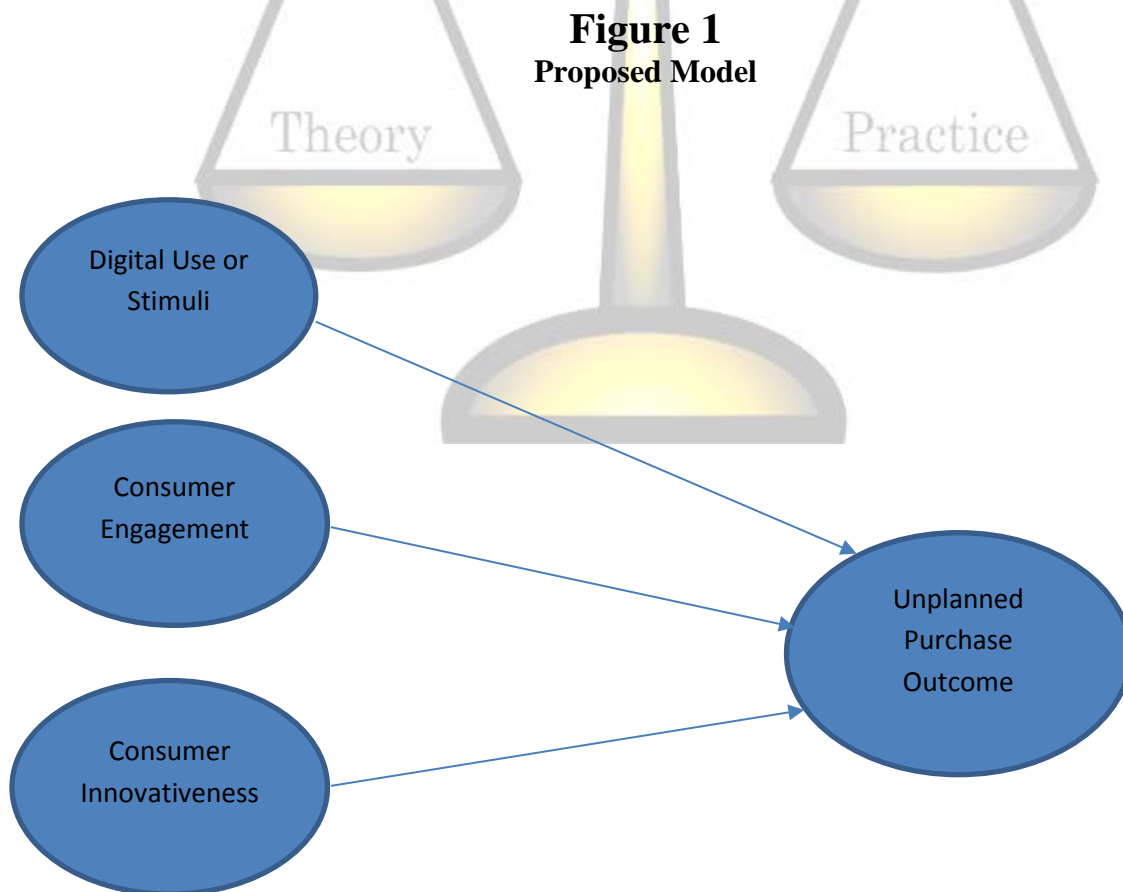 Figure 1
Proposed Model
Theory
Practice
Digital Use or
Stimuli
Consumer
Engagement
Unplanned
Purchase
Outcome
Consumer
Innovativeness